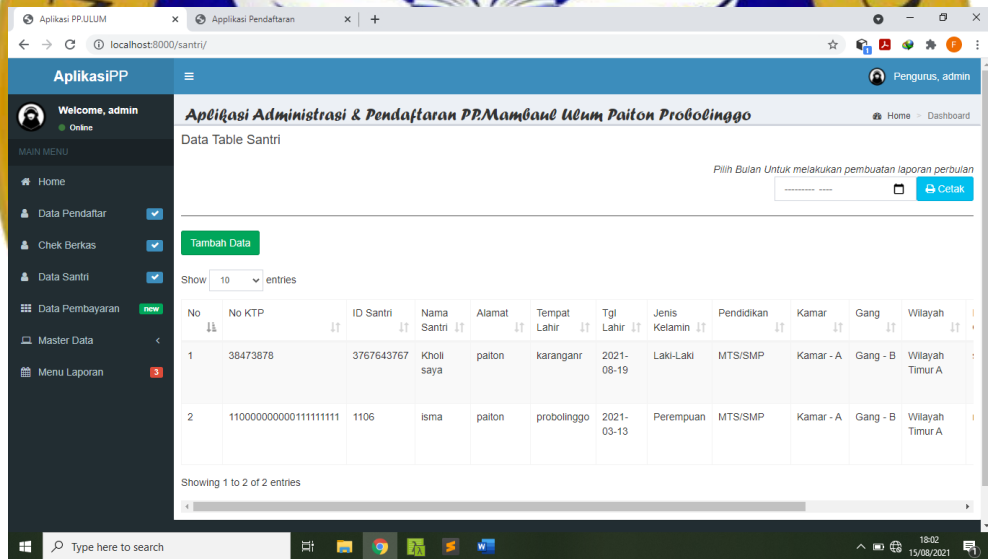 Aplikasi PP.ULUM
Applikasi Pendaftaran
localhost:8000/santri/
AplikasiPP
Pengurus, admin
Welcome, admin
Online
Aplikasi Administrasi & Pendaftaran PP.Mambaul Ulum Paiton Probolinggo
Home > Dashboard
MAIN MENU
Home
Data Pendaftar
Chek Berkas
Data Santri
Data Pembayaran new
Master Data
Menu Laporan 3
Data Table Santri
Pilih Bulan Untuk melakukan pembuatan laporan perbulan
--------- ----
Cetak
Tambah Data
Show 10 entries
No No KTP ID Santri Nama Santri Alamat Tempat Lahir Tgl Lahir Jenis Kelamin Pendidikan Kamar Gang Wilayah
1 38473878 3767643767 Kholi saya paiton karanganr 2021-08-19 Laki-Laki MTS/SMP Kamar - A Gang - B Wilayah Timur A
2 110000000000111111111 1106 isma paiton probolinggo 2021-03-13 Perempuan MTS/SMP Kamar - A Gang - B Wilayah Timur A
Showing 1 to 2 of 2 entries
Type here to search
18:02
15/08/2021